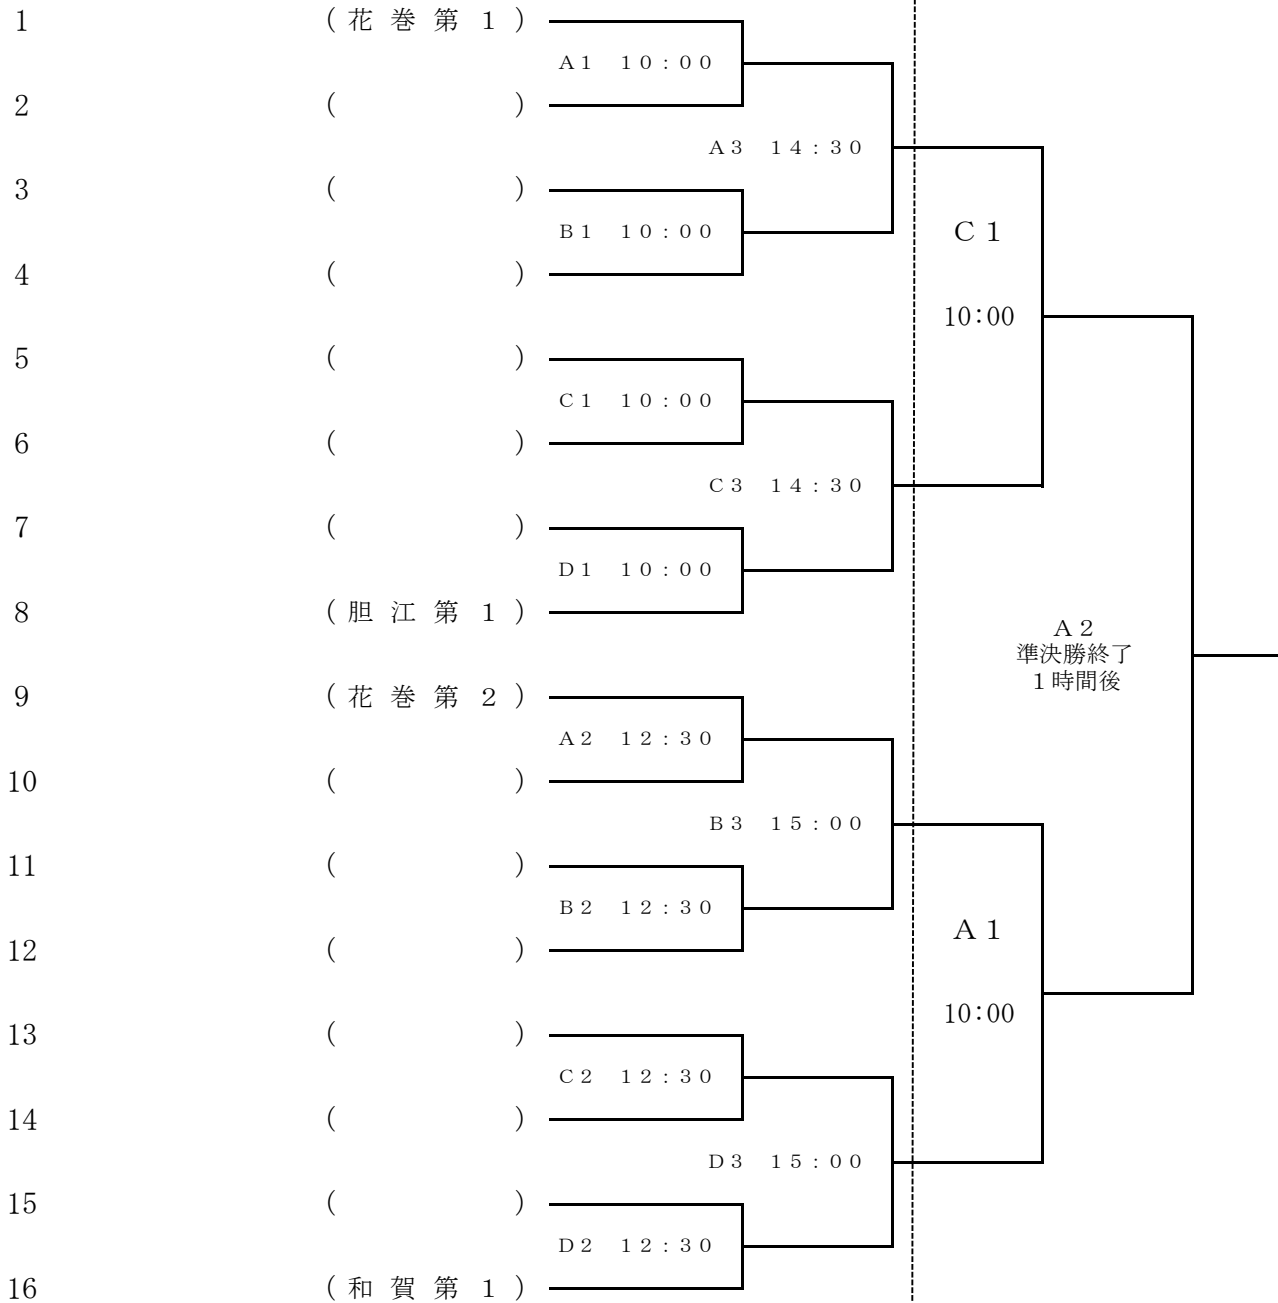 1 (花巻第１)
A1 10:00
2 ( )
A3 14:30
3 ( )
B1 10:00
C1
4 ( )
10:00
5 ( )
C1 10:00
6 ( )
C3 14:30
7 ( )
D1 10:00
8 (胆江第１)
A2
準決勝終了
１時間後
9 (花巻第２)
A2 12:30
10 ( )
B3 15:00
11 ( )
B2 12:30
A1
12 ( )
10:00
13 ( )
C2 12:30
14 ( )
D3 15:00
15 ( )
D2 12:30
16 (和賀第１)